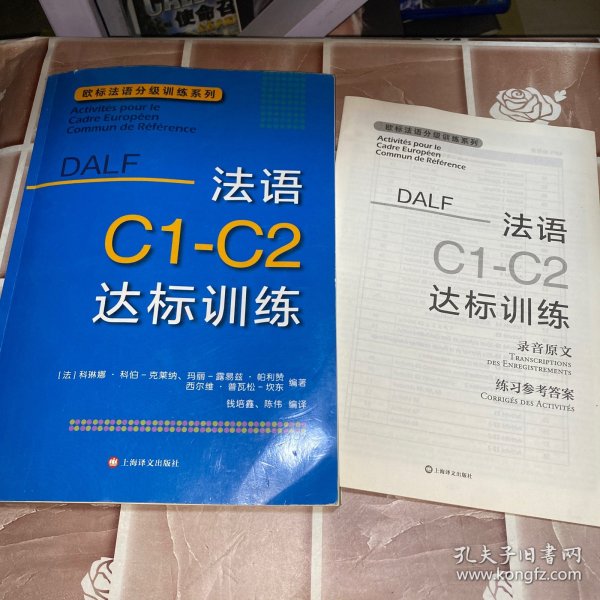 使命召
欧标法语分级训练系列
Activités pour le
Cadre Européen
Commun de Référence
DALF
法语
C1-C2
达标训练
[法] 科琳娜·科伯-克莱纳、玛丽-露易兹·帕利赞
西尔维·普瓦松-坎东 编著
钱培鑫、陈伟 编译
上海译文出版社
欧标法语分级训练系列
Activités pour le
Cadre Européen
Commun de Référence
DALF
法语
C1-C2
达标训练
录音原文
TRANSCRIPTIONS
DES ENREGISTREMENTS
练习参考答案
CORRIGÉS DES ACTIVITÉS
上海译文出版社
孔夫子旧书网
www.kongfz.com